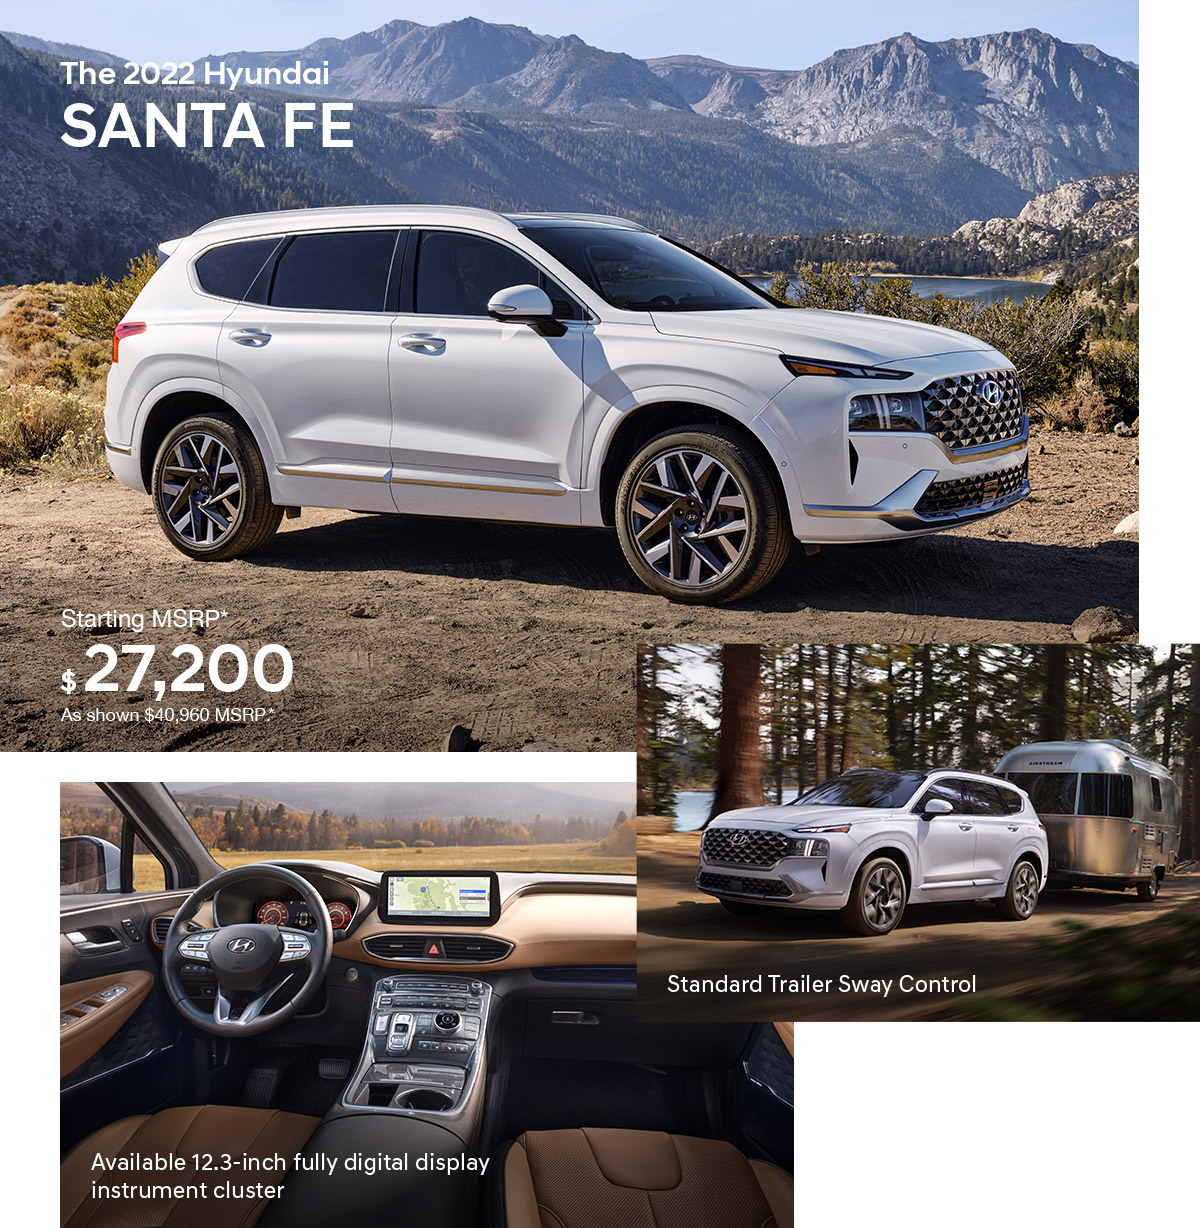 The 2022 Hyundai
SANTA FE
Starting MSRP*
$27,200
As shown $40,960 MSRP.*
AIRSTREAM
Standard Trailer Sway Control
Available 12.3-inch fully digital display
instrument cluster